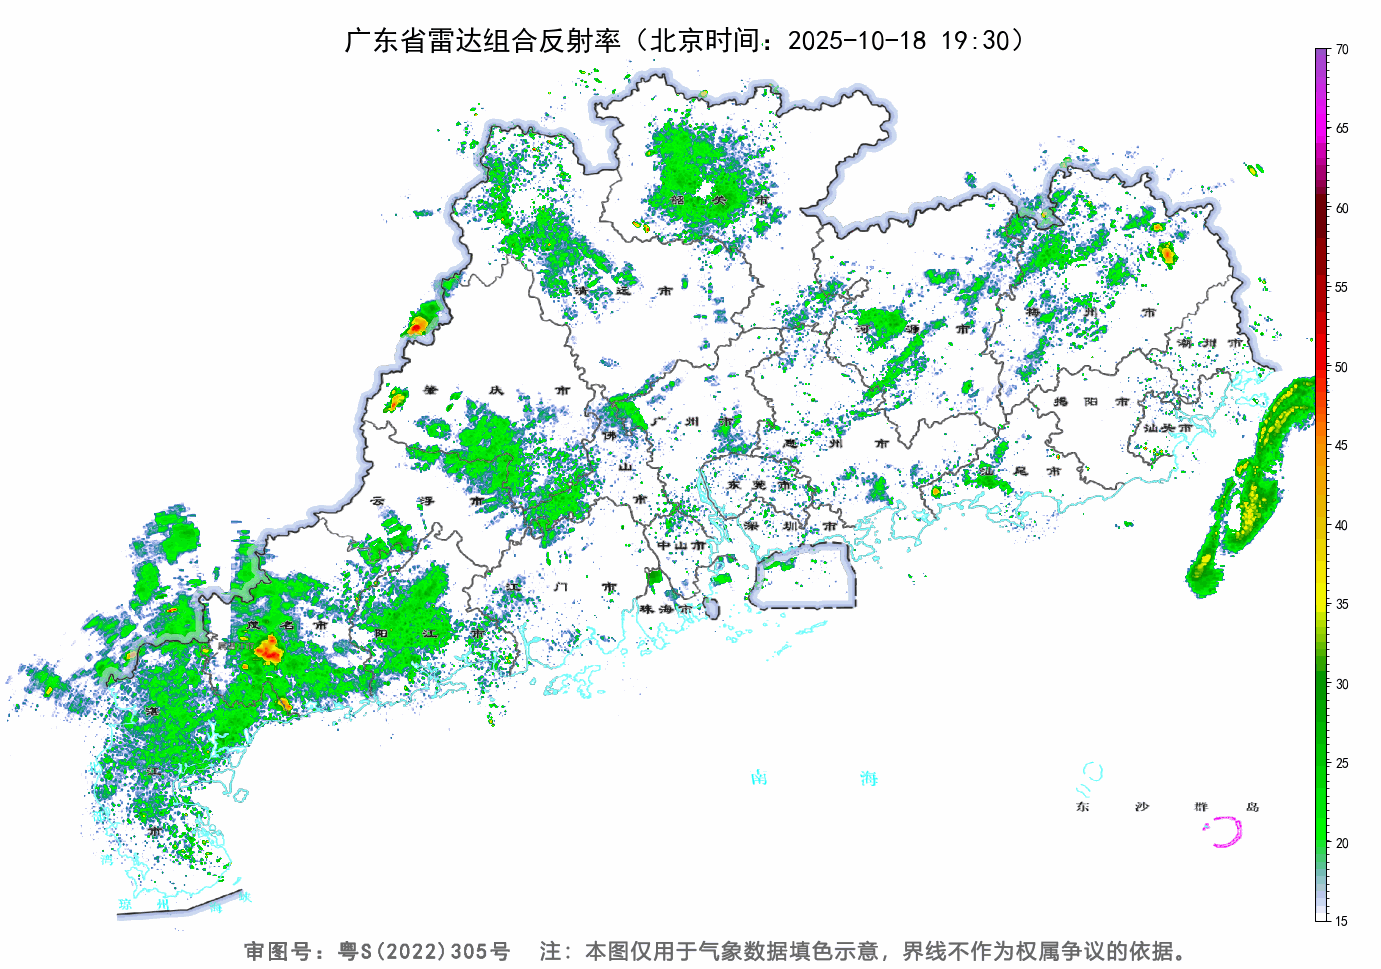 广东省雷达组合反射率（北京时间：2025-10-18 19:30）
70
65
60
55
50
45
40
35
30
25
20
15
韶关市
清远市
梅州市
河源市
潮州市
肇庆市
揭阳市
广州市
汕头市
佛山市
惠州市
汕尾市
东莞市
云浮市
深圳市
中山市
江门市
珠海市
茂名市
阳江市
湛江市
南海
东沙群岛
琼州海峡
审图号：粤S(2022)305号 注：本图仅用于气象数据填色示意，界线不作为权属争议的依据。